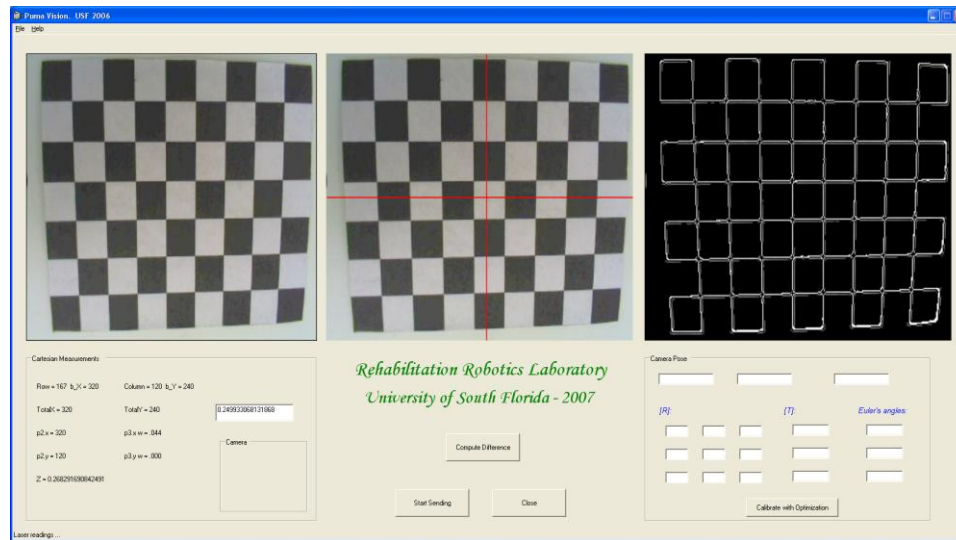 Puma Vision. USF 2006
File Help
Cartesian Measurements
Row = 167 b_X = 320 Column = 120 b_Y = 240
TotalX = 320 TotalY = 240 0.249933068131868
p2.x = 320 p3.x w = .044
p2.y = 120 p3.y w = .000
Z = 0.268291690842491
Camera
Rehabilitation Robotics Laboratory
University of South Florida - 2007
Compute Difference
Start Sending Close
Camera Pose
[R]: [T]: Euler's angles:
Calibrate with Optimization
Laser readings ...